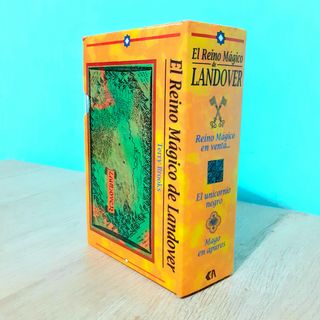 El Reino Mágico de Landover
Terry Brooks
LANDOVER
El Reino Mágico
de
LANDOVER
Reino Mágico
en venta...
El unicornio
negro
Mago
en apuros